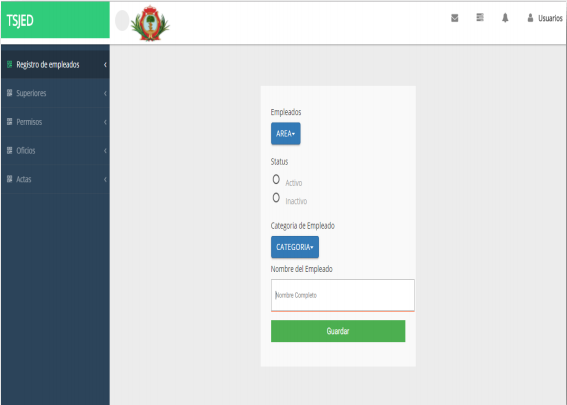 TSJED
Usuarios
Registro de empleados
Superiores
Permisos
Oficios
Actas
Empleados
AREA
Status
Activo
Inactivo
Categoria de Empleado
CATEGORIA
Nombre del Empleado
Nombre Completo
Guardar